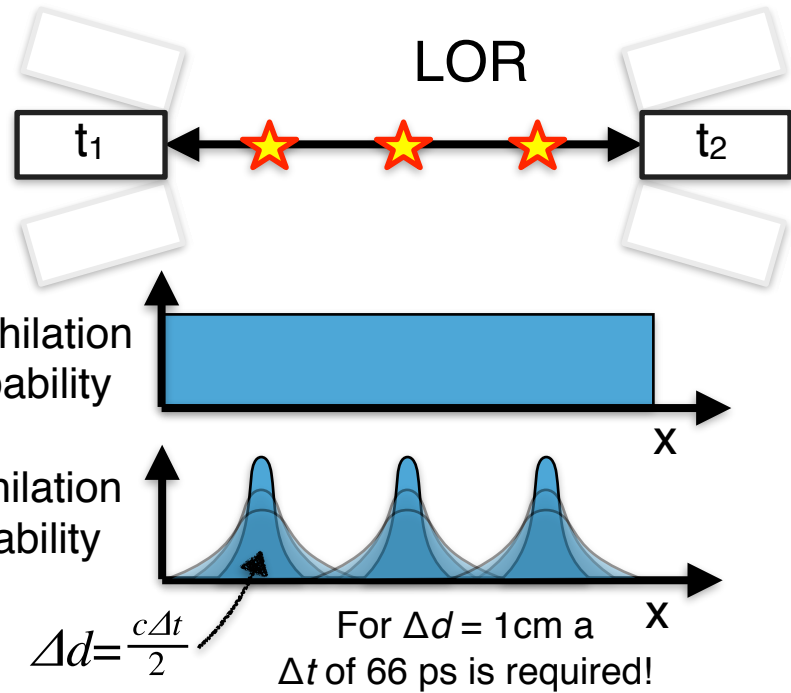 LOR
t₁
t₂
hilation
ability
x
hilation
ability
x
Δd=cΔt/2
For Δd = 1cm a
Δt of 66 ps is required!